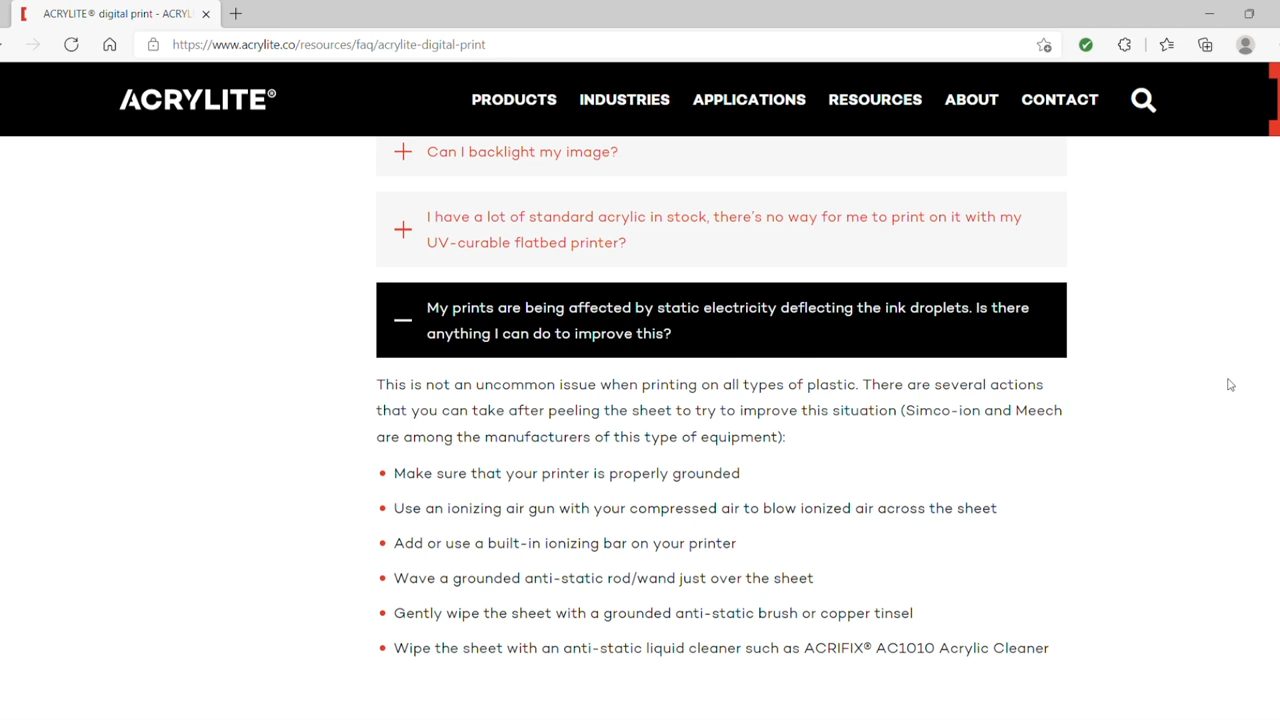 ACRYLITE® digital print - ACRYL
https://www.acrylite.co/resources/faq/acrylite-digital-print
ACRYLITE®
PRODUCTS INDUSTRIES APPLICATIONS RESOURCES ABOUT CONTACT
Can I backlight my image?
I have a lot of standard acrylic in stock, there's no way for me to print on it with my
UV-curable flatbed printer?
My prints are being affected by static electricity deflecting the ink droplets. Is there
anything I can do to improve this?
This is not an uncommon issue when printing on all types of plastic. There are several actions
that you can take after peeling the sheet to try to improve this situation (Simco-ion and Meech
are among the manufacturers of this type of equipment):
• Make sure that your printer is properly grounded
• Use an ionizing air gun with your compressed air to blow ionized air across the sheet
• Add or use a built-in ionizing bar on your printer
• Wave a grounded anti-static rod/wand just over the sheet
• Gently wipe the sheet with a grounded anti-static brush or copper tinsel
• Wipe the sheet with an anti-static liquid cleaner such as ACRIFIX® AC1010 Acrylic Cleaner